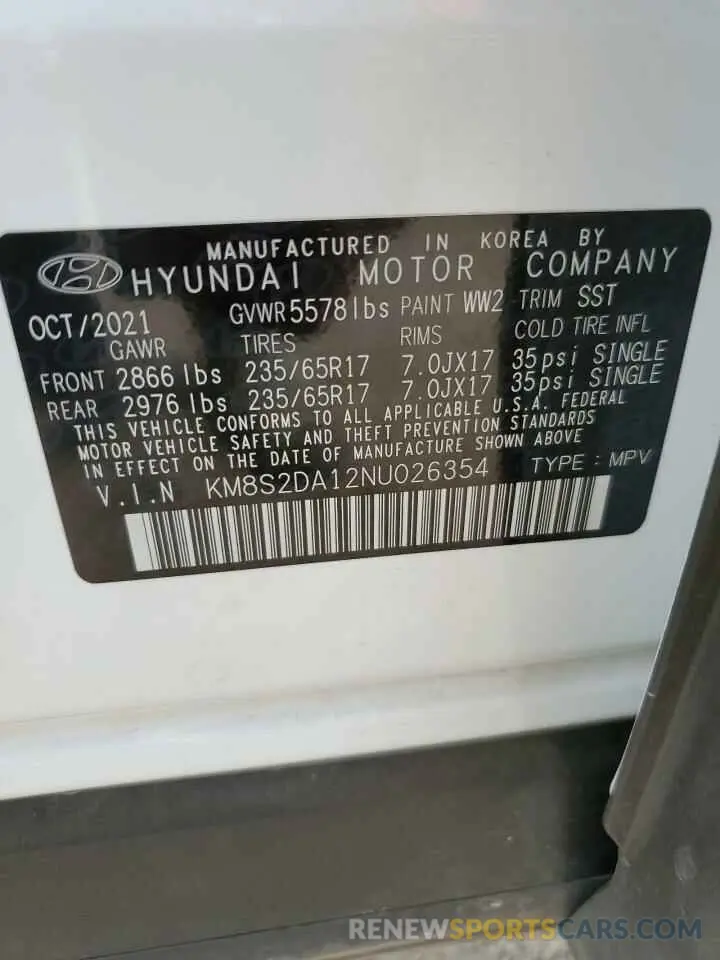 MANUFACTURED IN KOREA BY
HYUNDAI MOTOR COMPANY
OCT/2021 GVWR 5578 lbs PAINT WW2 TRIM SST
GAWR TIRES RIMS COLD TIRE INFL
FRONT 2866 lbs 235/65R17 7.0JX17 35psi SINGLE
REAR 2976 lbs 235/65R17 7.0JX17 35psi SINGLE
THIS VEHICLE CONFORMS TO ALL APPLICABLE U.S.A. FEDERAL
MOTOR VEHICLE SAFETY AND THEFT PREVENTION STANDARDS
IN EFFECT ON THE DATE OF MANUFACTURE SHOWN ABOVE
V.I.N KM8S2DA12NU026354 TYPE : MPV
RENEWSPORTSCARS.COM